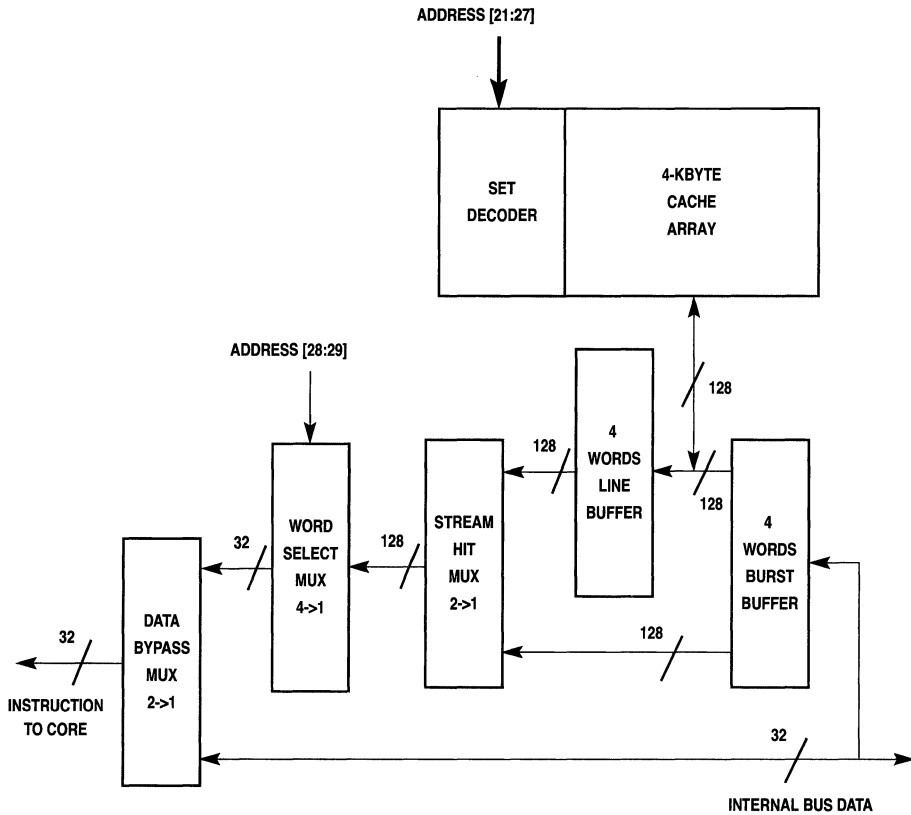 ADDRESS [21:27]
SET
DECODER
4-KBYTE
CACHE
ARRAY
ADDRESS [28:29]
128
4
WORDS
LINE
BUFFER
128
128
4
WORDS
BURST
BUFFER
STREAM
HIT
MUX
2->1
128
WORD
SELECT
MUX
4->1
32
128
DATA
BYPASS
MUX
2->1
32
INSTRUCTION
TO CORE
32
INTERNAL BUS DATA